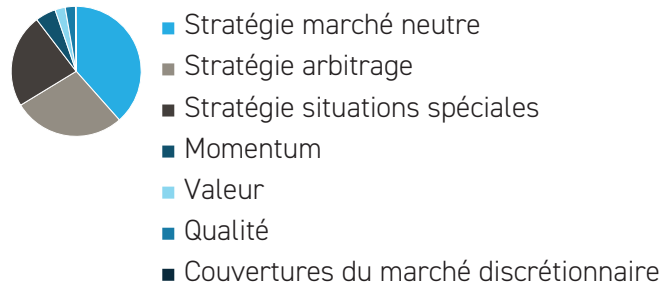 Stratégie marché neutre
Stratégie arbitrage
Stratégie situations spéciales
Momentum
Valeur
Qualité
Couvertures du marché discrétionnaire